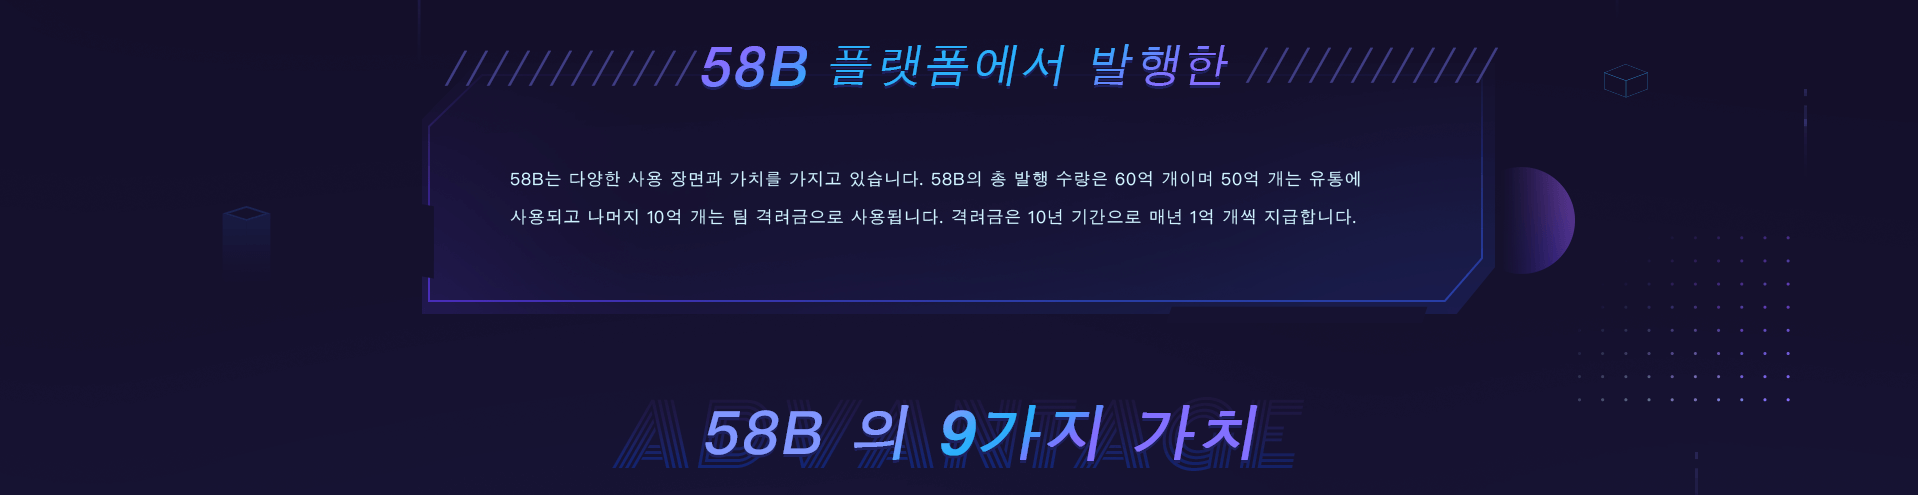 58B 플랫폼에서 발행한
58B는 다양한 사용 장면과 가치를 가지고 있습니다. 58B의 총 발행 수량은 60억 개이며 50억 개는 유통에
사용되고 나머지 10억 개는 팀 격려금으로 사용됩니다. 격려금은 10년 기간으로 매년 1억 개씩 지급합니다.
ADVANTAGE
58B 의 9가지 가치